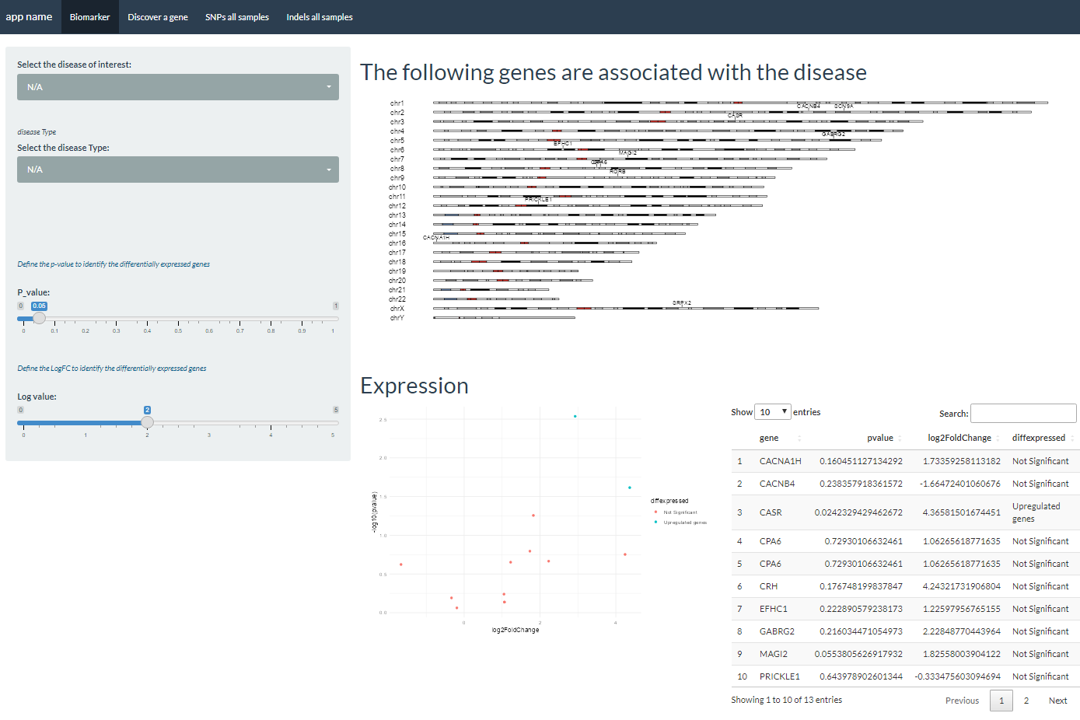 app name Biomarker Discover a gene SNPs all samples Indels all samples
Select the disease of interest:
N/A
disease Type
Select the disease Type:
N/A
Define the p-value to identify the differentially expressed genes
P_value:
0 0.05 1
0 0.1 0.2 0.3 0.4 0.5 0.6 0.7 0.8 0.9 1
Define the LogFC to identify the differentially expressed genes
Log value:
0 2 5
0 1 2 3 4 5
The following genes are associated with the disease
chr1
CACNB4
chr2
CASR
chr3
chr4
GABRG2
chr5
EFHC1
chr6
MAGI2
chr7
CPA6
chr8
chr9
chr10
chr11
PRICKLE1
chr12
chr13
chr14
chr15
CACNA1H
chr16
chr17
chr18
chr19
chr20
chr21
chr22
chrX
chrY
Expression
-log10(pvalue)
2.5
2.0
1.5
1.0
0.5
0.0
0 2 4
log2FoldChange
diffexpressed
Not Significant
Upregulated genes
Show 10 entries Search:
gene pvalue log2FoldChange diffexpressed
1 CACNA1H 0.160451127134292 1.73359258113182 Not Significant
2 CACNB4 0.238357918361572 -1.66472401060676 Not Significant
3 CASR 0.0242329429462672 4.36581501674451 Upregulated
genes
4 CPA6 0.72930106632461 1.06265618771635 Not Significant
5 CPA6 0.72930106632461 1.06265618771635 Not Significant
6 CRH 0.176748199837847 4.24321731906804 Not Significant
7 EFHC1 0.222890579238173 1.22597956765155 Not Significant
8 GABRG2 0.216034471054973 2.22848770443964 Not Significant
9 MAGI2 0.0553805626917932 1.82558003904122 Not Significant
10 PRICKLE1 0.643978902601344 -0.333475603094694 Not Significant
Showing 1 to 10 of 13 entries Previous 1 2 Next